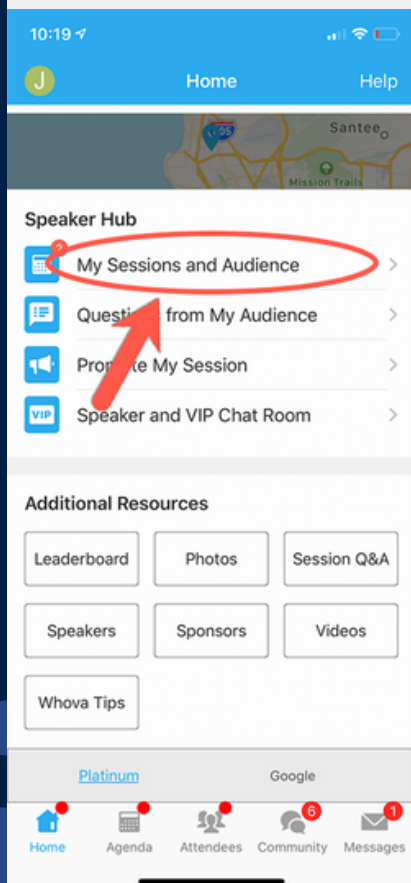 10:19
J
Home
Help
05
Santee
Mission Trails
Speaker Hub
My Sessions and Audience
Questions from My Audience
Promote My Session
VIP
Speaker and VIP Chat Room
Additional Resources
Leaderboard
Photos
Session Q&A
Speakers
Sponsors
Videos
Whova Tips
Platinum
Google
6
1
Home
Agenda
Attendees
Community
Messages